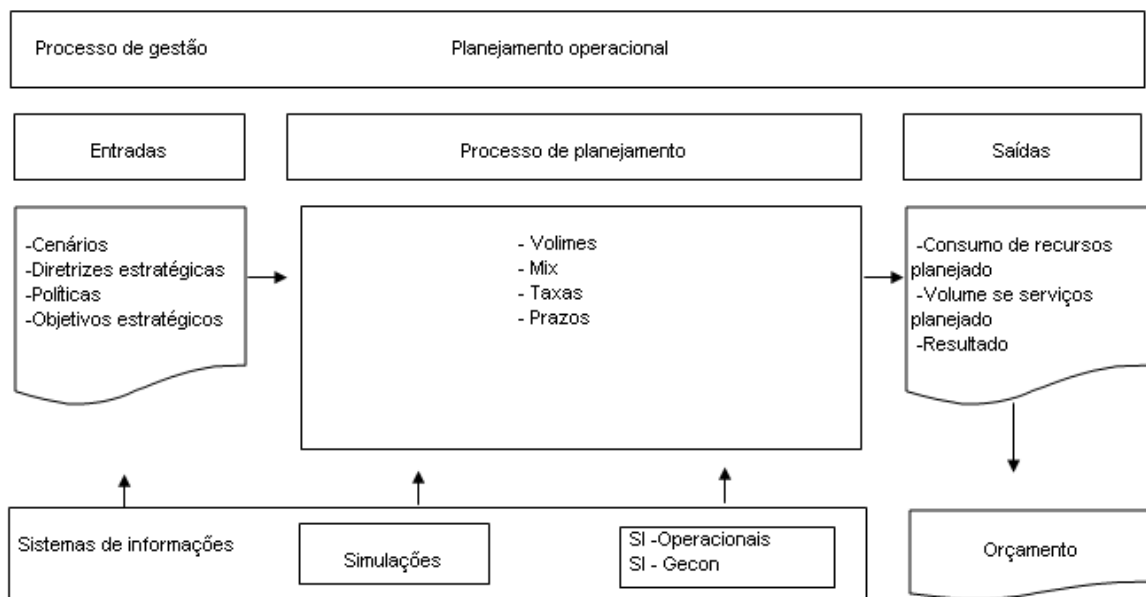 Processo de gestão
Planejamento operacional
Entradas
Processo de planejamento
Saídas
-Cenários
-Diretrizes estratégicas
-Políticas
-Objetivos estratégicos
- Volimes
- Mix
- Taxas
- Prazos
-Consumo de recursos
planejado
-Volume se serviços
planejado
-Resultado
Sistemas de informações
Simulações
SI -Operacionais
SI - Gecon
Orçamento